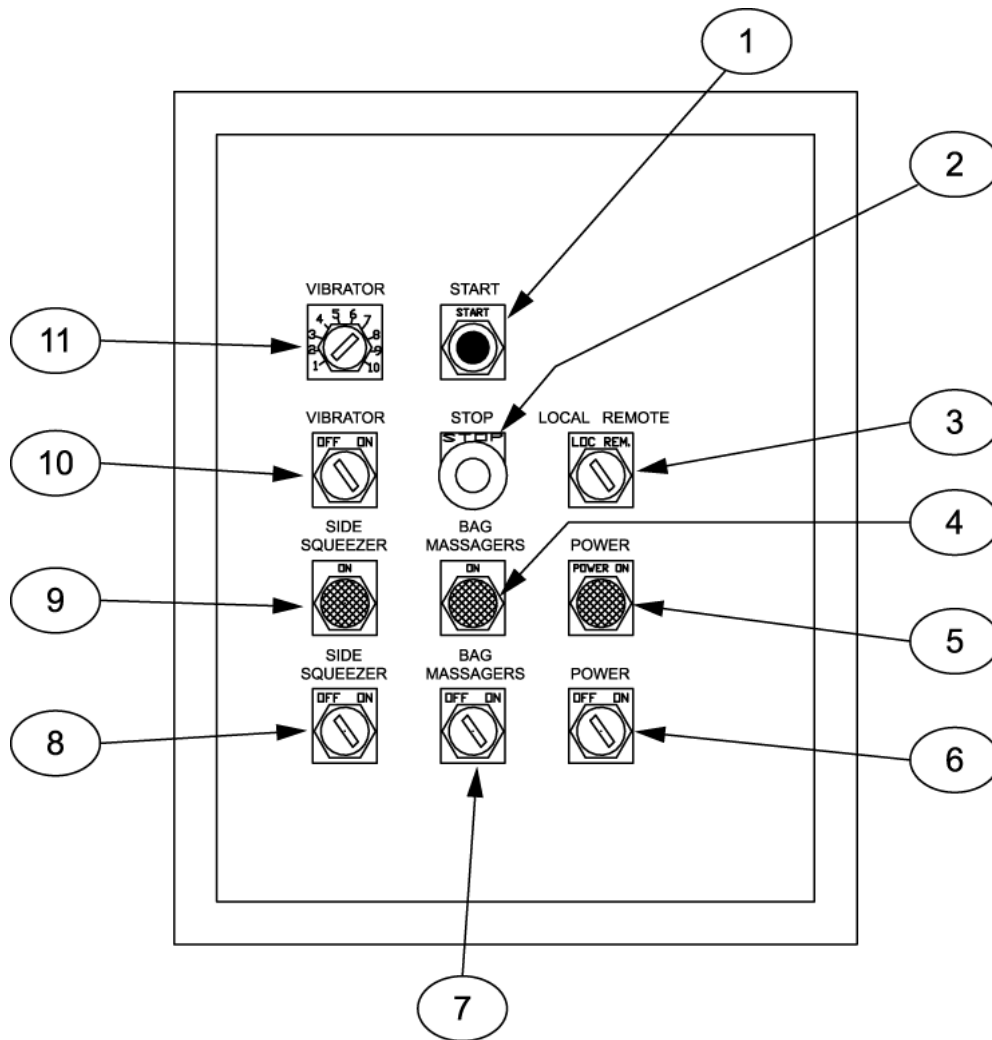 1
2
VIBRATOR
START
1 2 3 4 5 6 7 8 9 10
START
11
VIBRATOR
STOP
LOCAL REMOTE
OFF ON
STOP
LOC REM.
10
3
SIDE
SQUEEZER
BAG
MASSAGERS
POWER
4
ON
ON
POWER ON
9
5
SIDE
SQUEEZER
BAG
MASSAGERS
POWER
OFF ON
OFF ON
OFF ON
8
6
7